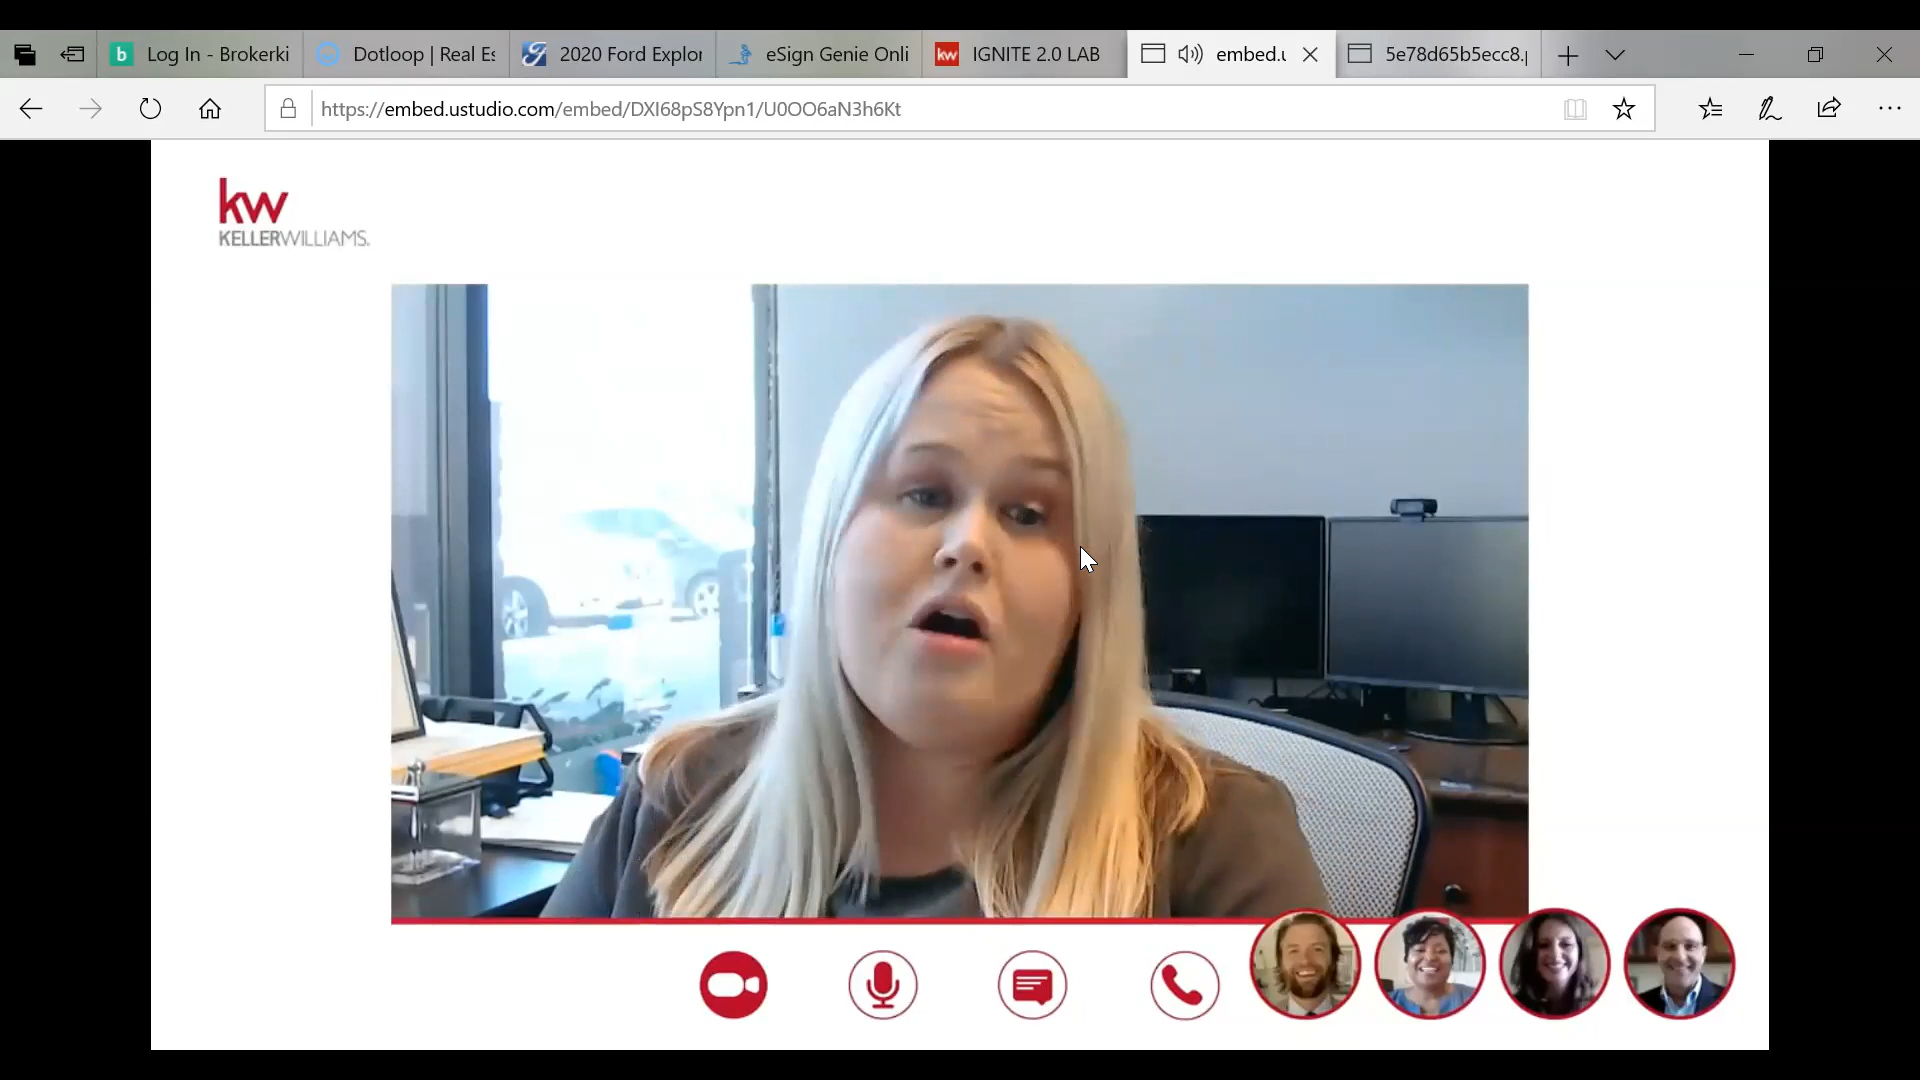 b Log In - Brokerki
Dotloop | Real Es
2020 Ford Explor
eSign Genie Onli
kw IGNITE 2.0 LAB
embed.u
5e78d65b5ecc8.p
https://embed.ustudio.com/embed/DXI68pS8Ypn1/U0OO6aN3h6Kt
kw
KELLERWILLIAMS.